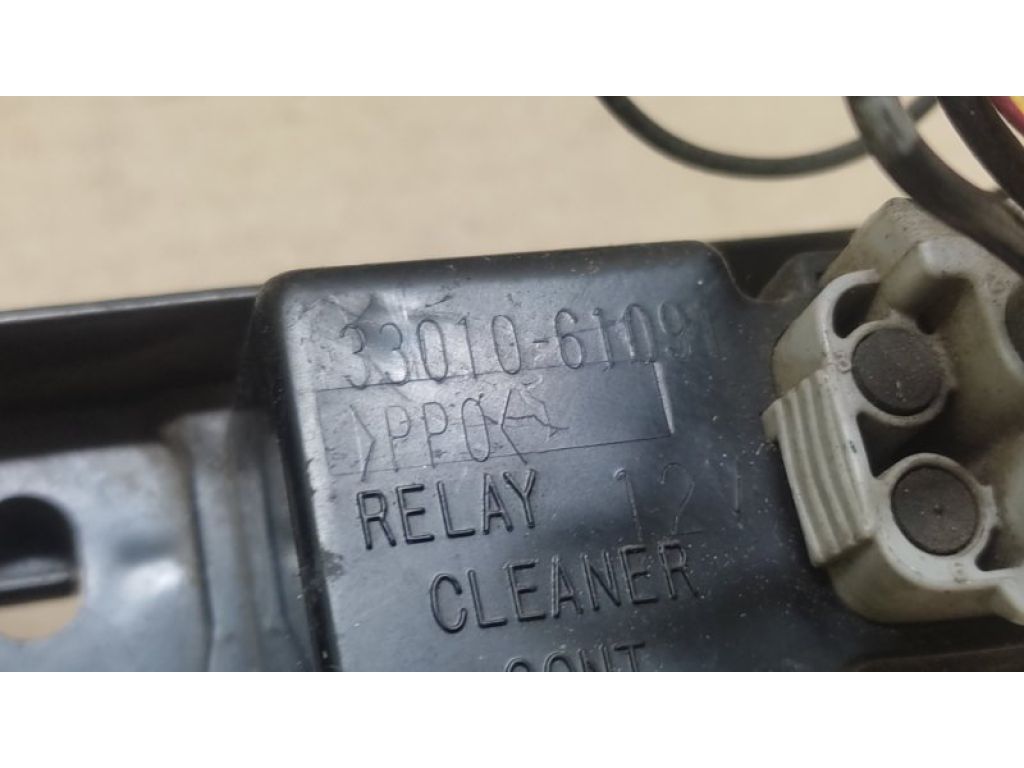 33010-61091
>PPO<
RELAY 12V
CLEANER
CONT